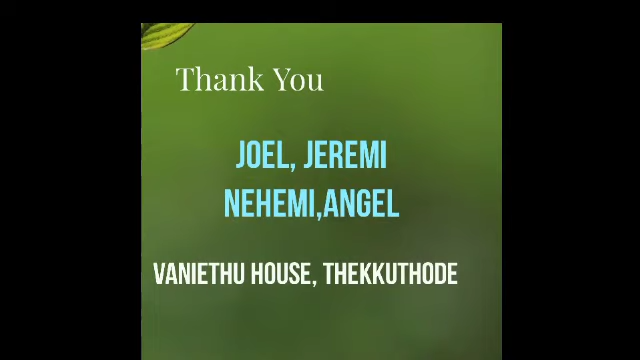 Thank You
JOEL, JEREMI
NEHEMI,ANGEL
VANIETHU HOUSE, THEKKUTHODE